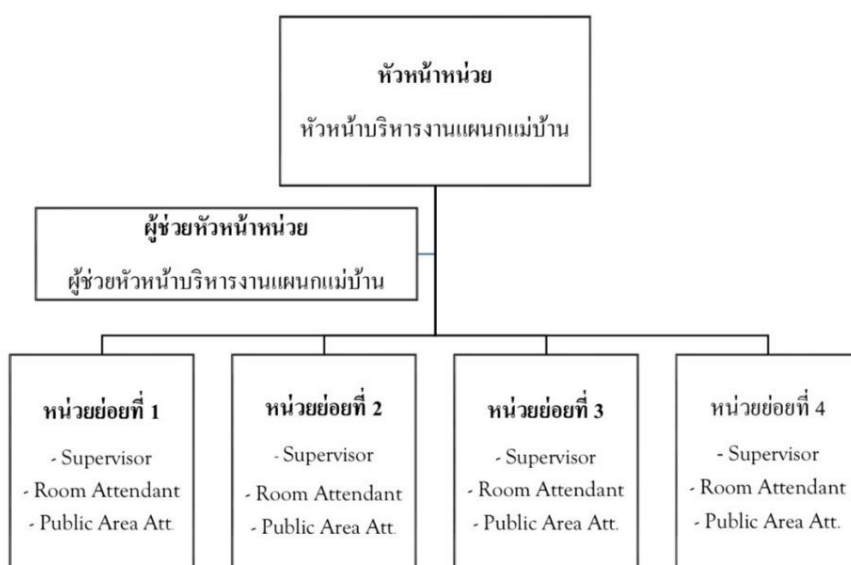 หัวหน้าหน่วย
หัวหน้าบริหารงานแผนกแม่บ้าน
ผู้ช่วยหัวหน้าหน่วย
ผู้ช่วยหัวหน้าบริหารงานแผนกแม่บ้าน
หน่วยย่อยที่ 1
- Supervisor
- Room Attendant
- Public Area Att.
หน่วยย่อยที่ 2
- Supervisor
- Room Attendant
- Public Area Att.
หน่วยย่อยที่ 3
- Supervisor
- Room Attendant
- Public Area Att.
หน่วยย่อยที่ 4
- Supervisor
- Room Attendant
- Public Area Att.